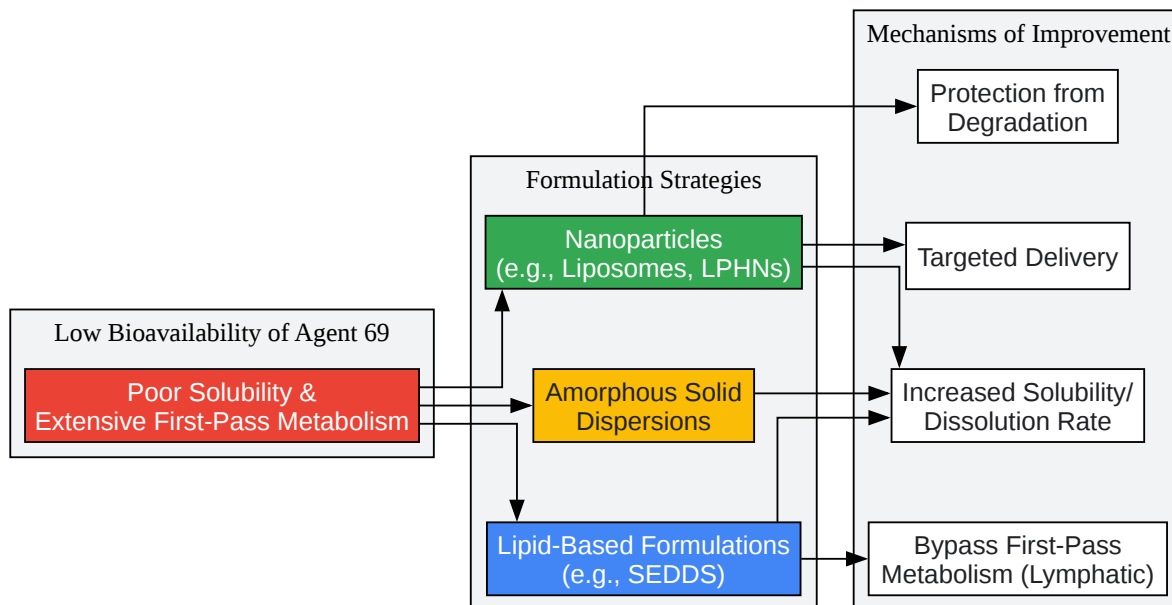 Mechanisms of Improvement
Protection from
Degradation
Formulation Strategies
Nanoparticles
(e.g., Liposomes, LPHNs)
Targeted Delivery
Low Bioavailability of Agent 69
Poor Solubility &
Extensive First-Pass Metabolism
Amorphous Solid
Dispersions
Increased Solubility/
Dissolution Rate
Lipid-Based Formulations
(e.g., SEDDS)
Bypass First-Pass
Metabolism (Lymphatic)